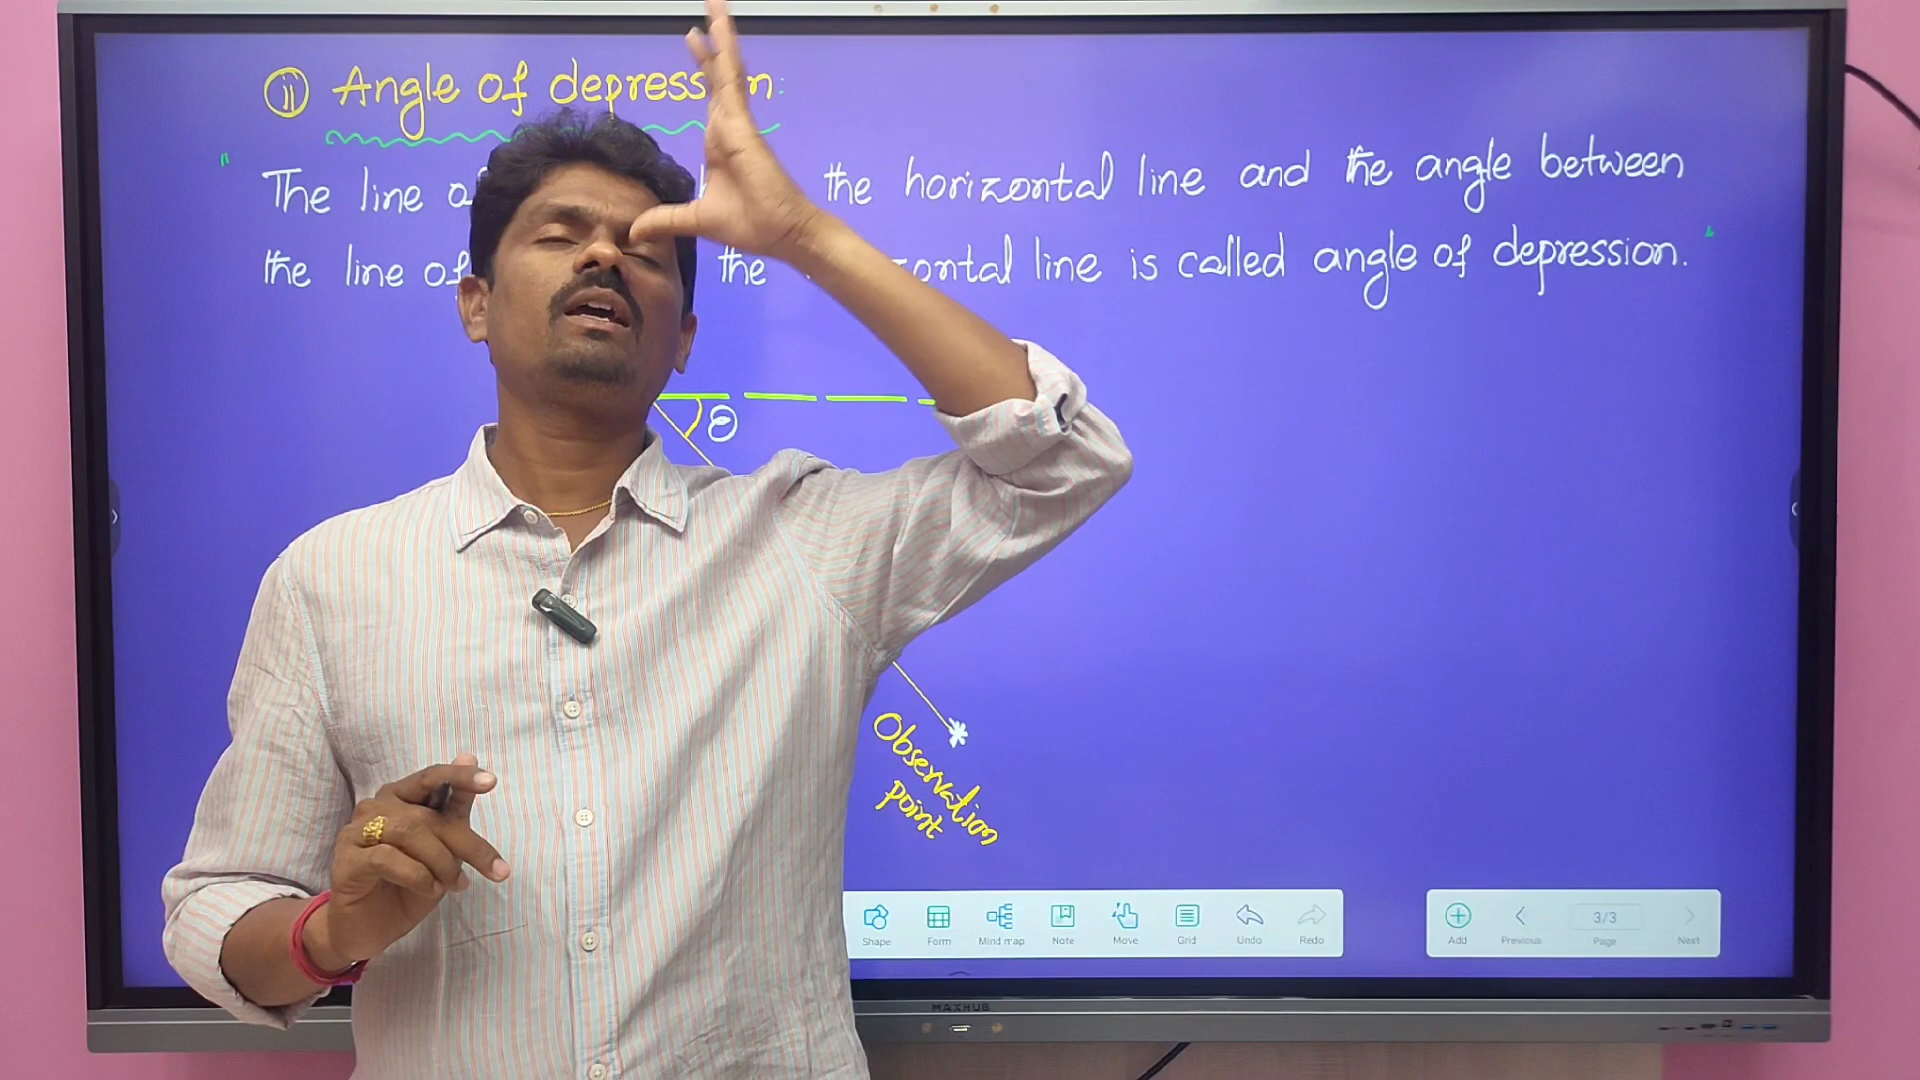 ii Angle of depression:
" The line the horizontal line and the angle between
the line of the horizontal line is called angle of depression. "
θ
Observation
point
Shape Form Mind map Note Move Grid Undo Redo
Add Previous 3/3 Page Next
MAXHUB